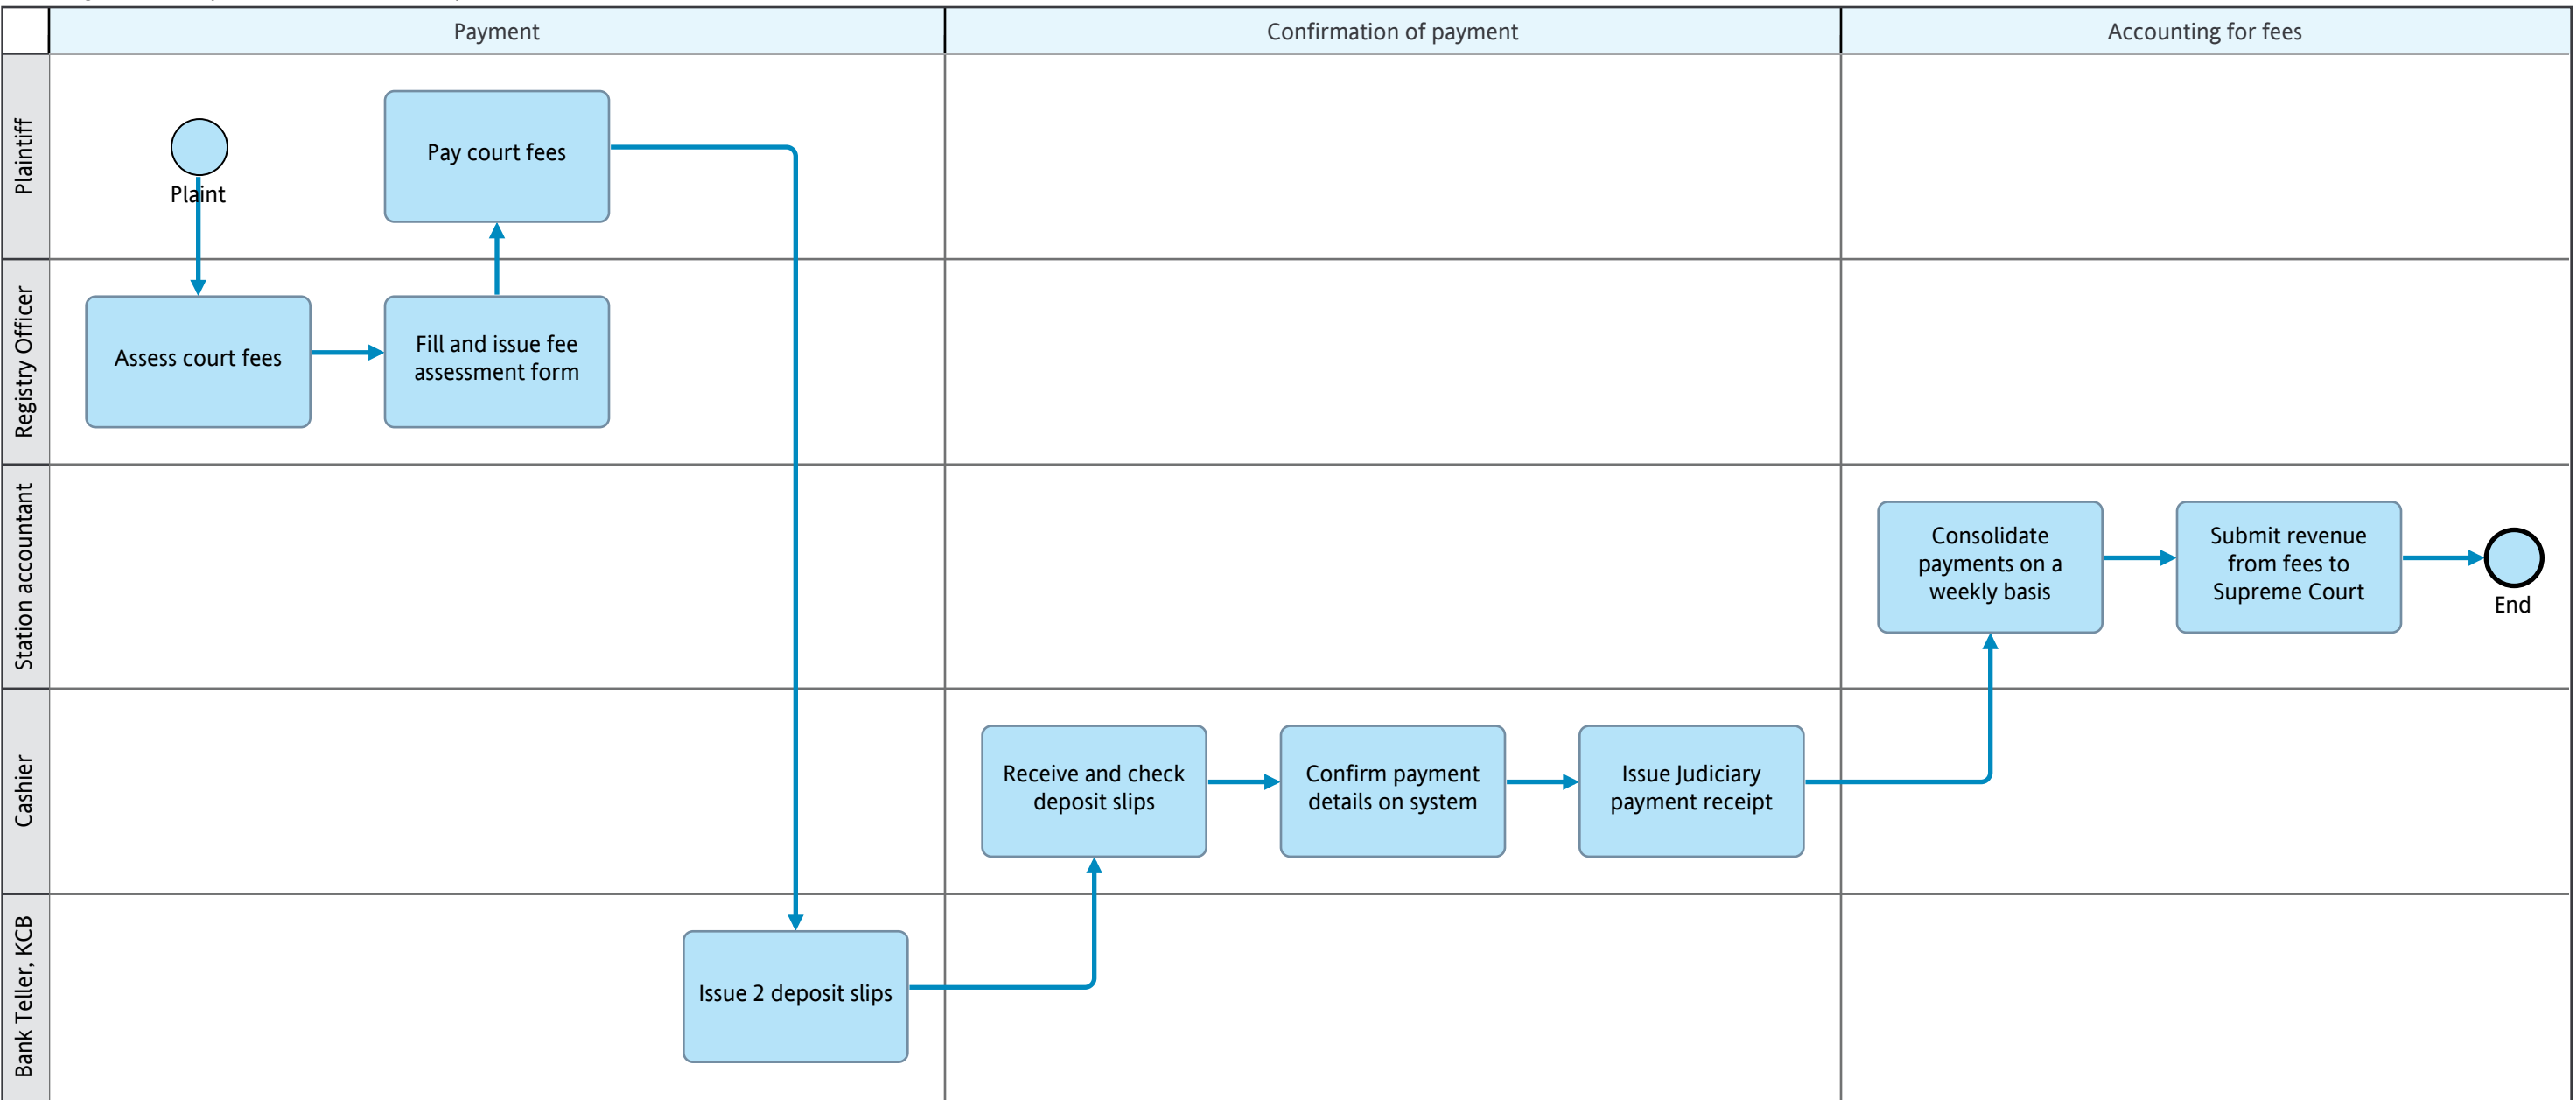 Payment
Confirmation of payment
Accounting for fees
Plaintiff
Plaint
Pay court fees
Registry Officer
Assess court fees
Fill and issue fee
assessment form
Station accountant
Consolidate
payments on a
weekly basis
Submit revenue
from fees to
Supreme Court
End
Cashier
Receive and check
deposit slips
Confirm payment
details on system
Issue Judiciary
payment receipt
Bank Teller, KCB
Issue 2 deposit slips